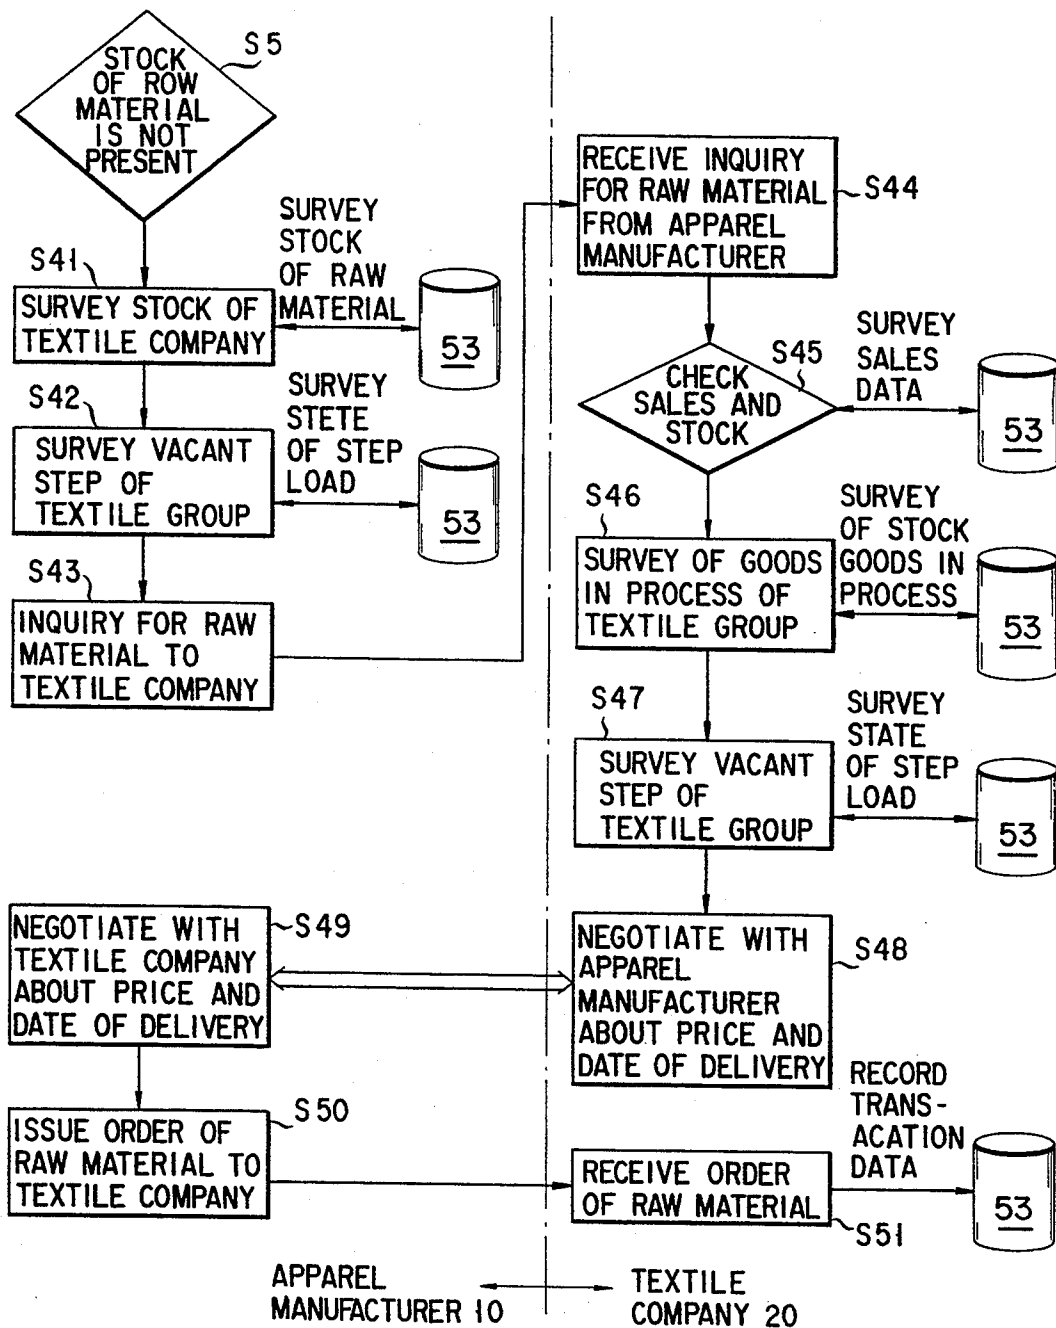 STOCK
OF ROW
MATERIAL
IS NOT
PRESENT
S5
S41
SURVEY STOCK OF
TEXTILE COMPANY
SURVEY
STOCK
OF RAW
MATERIAL
53
S42
SURVEY VACANT
STEP OF
TEXTILE GROUP
SURVEY
STETE
OF STEP
LOAD
53
S43
INQUIRY FOR RAW
MATERIAL TO
TEXTILE COMPANY
RECEIVE INQUIRY
FOR RAW MATERIAL
FROM APPAREL
MANUFACTURER
S44
S45
CHECK
SALES AND
STOCK
SURVEY
SALES
DATA
53
S46
SURVEY OF GOODS
IN PROCESS OF
TEXTILE GROUP
SURVEY
OF STOCK
GOODS IN
PROCESS
53
S47
SURVEY VACANT
STEP OF
TEXTILE GROUP
SURVEY
STATE
OF STEP
LOAD
53
NEGOTIATE WITH
APPAREL
MANUFACTURER
ABOUT PRICE AND
DATE OF DELIVERY
S48
NEGOTIATE WITH
TEXTILE COMPANY
ABOUT PRICE AND
DATE OF DELIVERY
S49
ISSUE ORDER OF
RAW MATERIAL TO
TEXTILE COMPANY
S50
RECEIVE ORDER
OF RAW MATERIAL
S51
RECORD
TRANS-
ACATION
DATA
53
APPAREL
MANUFACTURER 10
TEXTILE
COMPANY 20